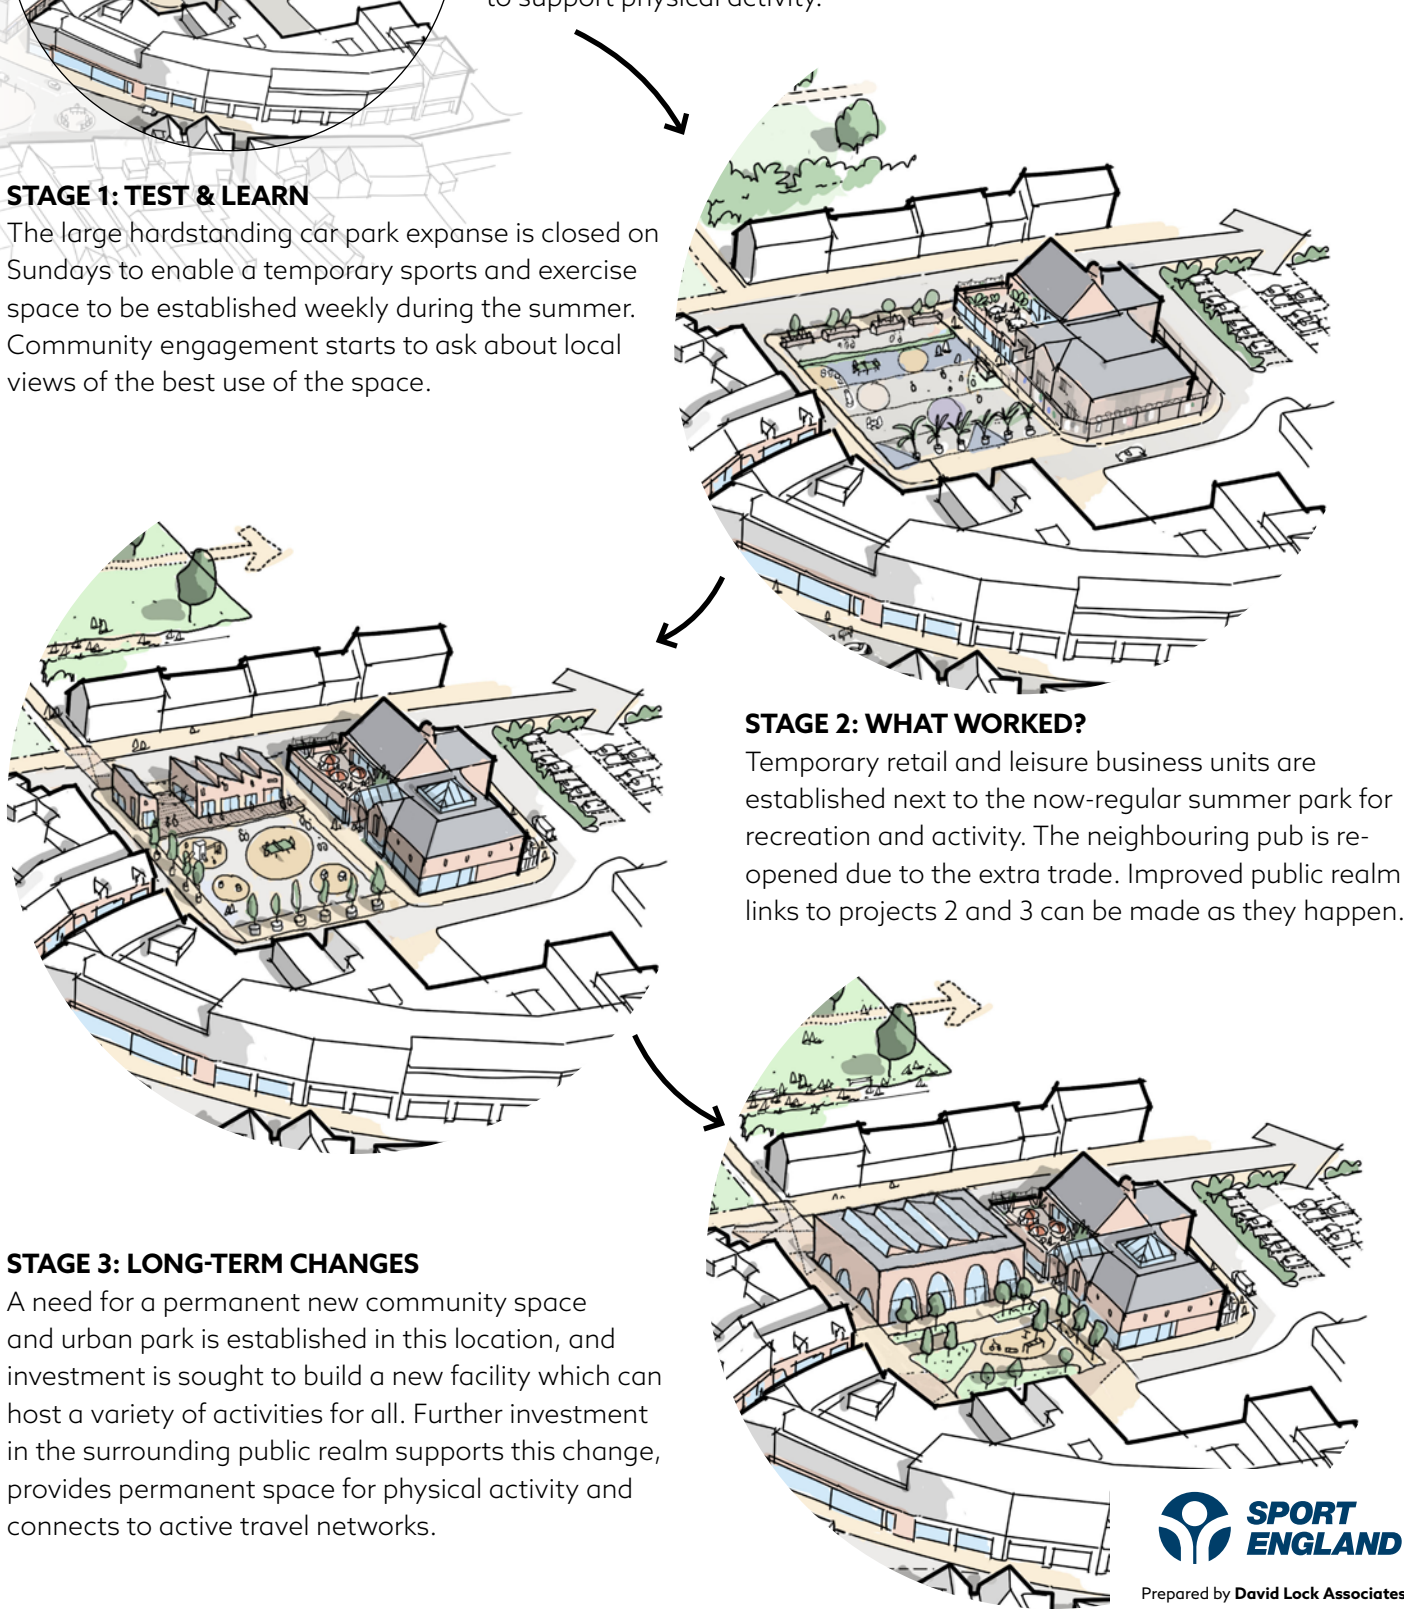 to support physical activity.
STAGE 1: TEST & LEARN
The large hardstanding car park expanse is closed on
Sundays to enable a temporary sports and exercise
space to be established weekly during the summer.
Community engagement starts to ask about local
views of the best use of the space.
STAGE 2: WHAT WORKED?
Temporary retail and leisure business units are
established next to the now-regular summer park for
recreation and activity. The neighbouring pub is re-
opened due to the extra trade. Improved public realm
links to projects 2 and 3 can be made as they happen.
STAGE 3: LONG-TERM CHANGES
A need for a permanent new community space
and urban park is established in this location, and
investment is sought to build a new facility which can
host a variety of activities for all. Further investment
in the surrounding public realm supports this change,
provides permanent space for physical activity and
connects to active travel networks.
SPORT
ENGLAND
Prepared by David Lock Associates